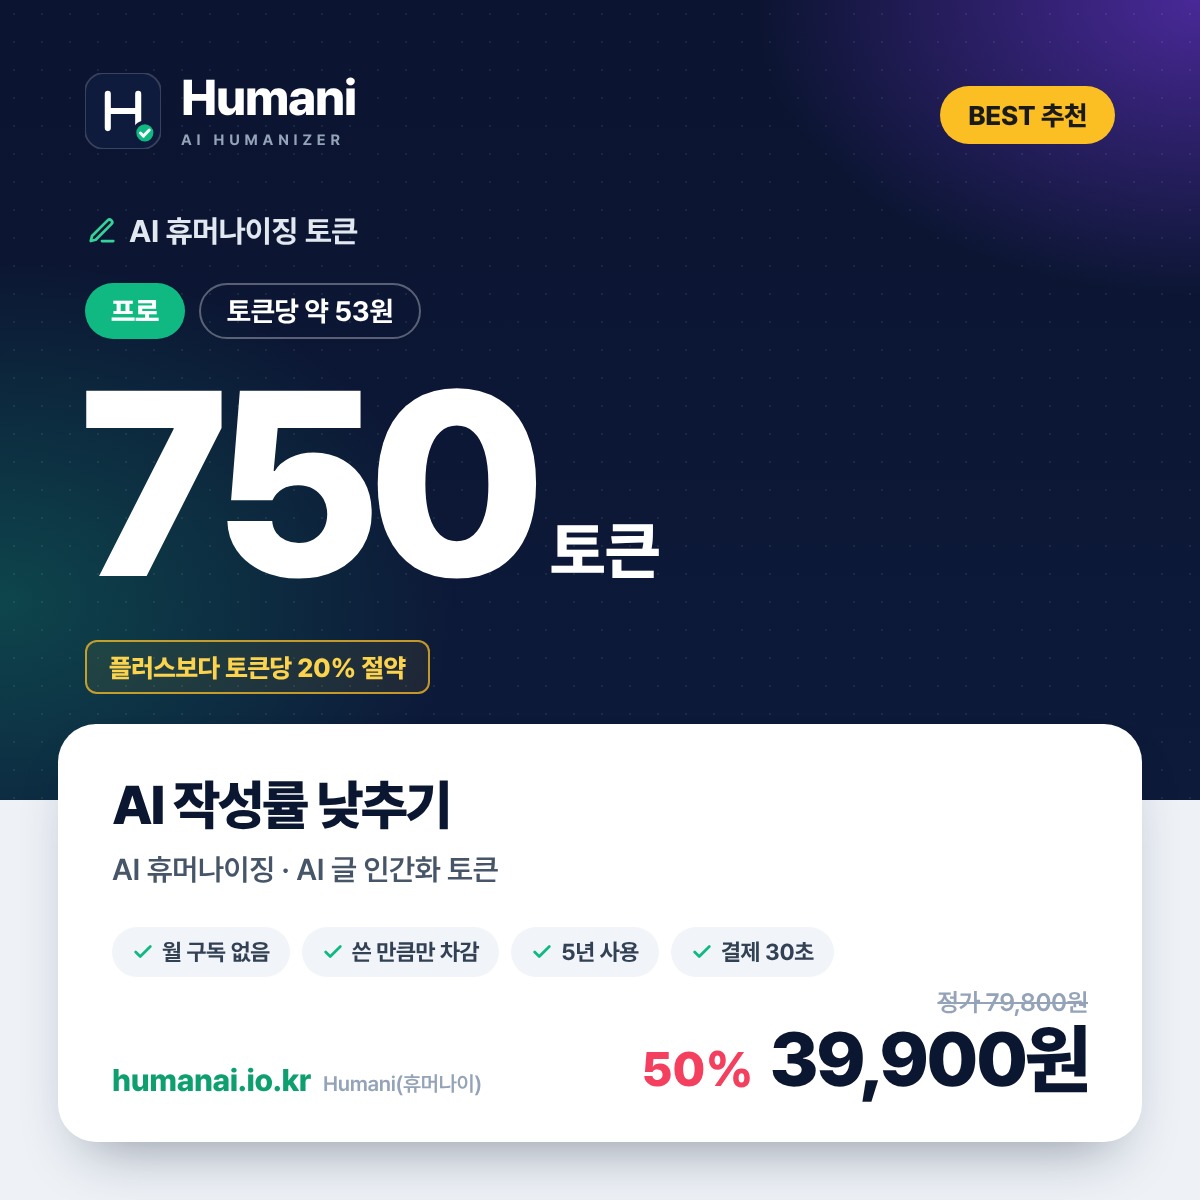 Humani
AI HUMANIZER
BEST 추천
AI 휴머나이징 토큰
프로
토큰당 약 53원
750 토큰
플러스보다 토큰당 20% 절약
AI 작성률 낮추기
AI 휴머나이징 · AI 글 인간화 토큰
월 구독 없음
쓴 만큼만 차감
5년 사용
결제 30초
정가 79,800원
50% 39,900원
humanai.io.kr Humani(휴머나이)